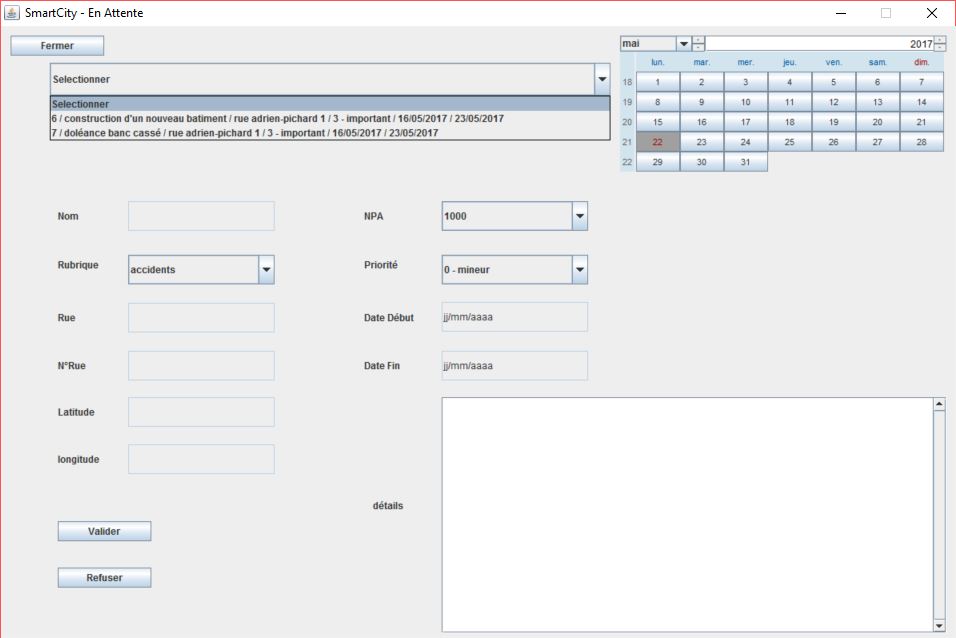 SmartCity - En Attente
Fermer
mai 2017
Selectionner
lun. mar. mer. jeu. ven. sam. dim.
18 1 2 3 4 5 6 7
19 8 9 10 11 12 13 14
20 15 16 17 18 19 20 21
21 22 23 24 25 26 27 28
22 29 30 31
Selectionner
6 / construction d'un nouveau batiment / rue adrien-pichard 1 / 3 - important / 16/05/2017 / 23/05/2017
7 / doléance banc cassé / rue adrien-pichard 1 / 3 - important / 16/05/2017 / 23/05/2017
Nom NPA 1000
Rubrique accidents Priorité 0 - mineur
Rue Date Début jj/mm/aaaa
N°Rue Date Fin jj/mm/aaaa
Latitude
longitude
détails
Valider
Refuser